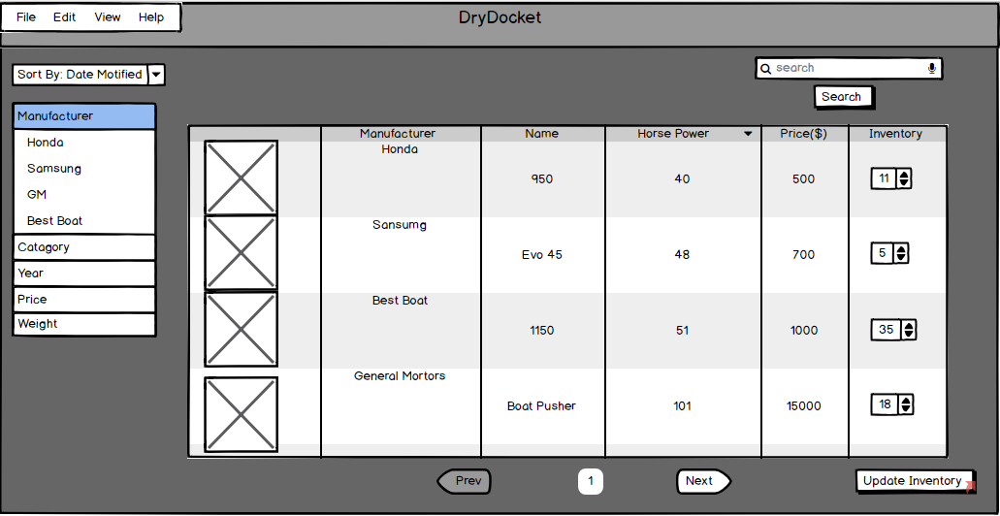 File Edit View Help
DryDocket
Sort By: Date Motified
search
Search
Manufacturer
Honda
Samsung
GM
Best Boat
Catagory
Year
Price
Weight
Manufacturer Name Horse Power Price($) Inventory
Honda
950 40 500 11
Sansumg
Evo 45 48 700 5
Best Boat
1150 51 1000 35
General Mortors
Boat Pusher 101 15000 18
Prev 1 Next
Update Inventory